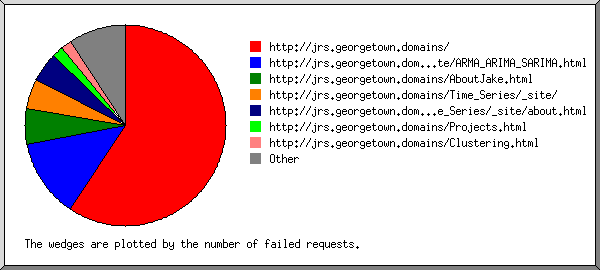 http://jrs.georgetown.domains/
http://jrs.georgetown.dom...te/ARMA_ARIMA_SARIMA.html
http://jrs.georgetown.domains/AboutJake.html
http://jrs.georgetown.domains/Time_Series/_site/
http://jrs.georgetown.dom...e_Series/_site/about.html
http://jrs.georgetown.domains/Projects.html
http://jrs.georgetown.domains/Clustering.html
Other
The wedges are plotted by the number of failed requests.